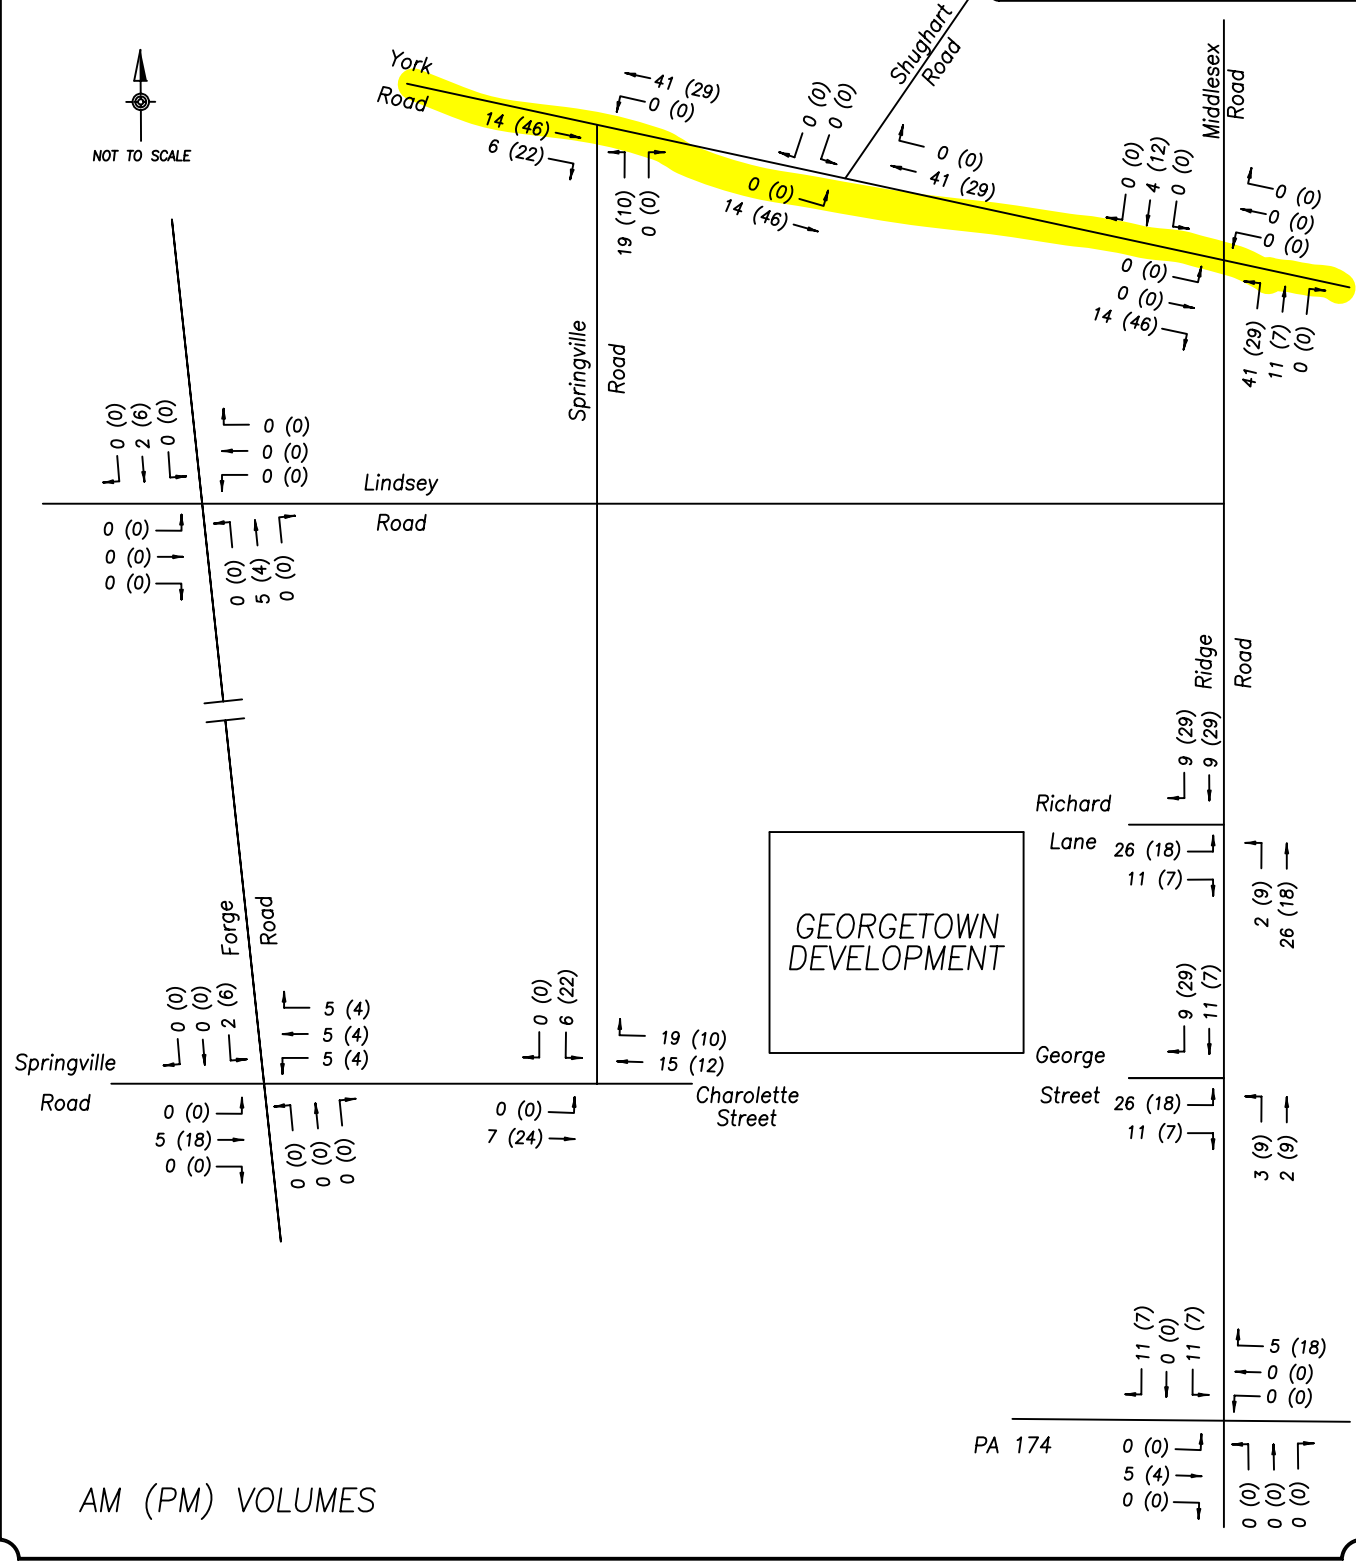 York
Road
Shughart
Road
Middlesex
Road
NOT TO SCALE
41 (29)
0 (0)
14 (46)
6 (22)
19 (10)
0 (0)
0 (0)
0 (0)
0 (0)
41 (29)
0 (0)
14 (46)
0 (0)
4 (12)
0 (0)
0 (0)
0 (0)
0 (0)
0 (0)
0 (0)
14 (46)
41 (29)
11 (7)
0 (0)
Springville
Road
0 (0)
2 (6)
0 (0)
0 (0)
0 (0)
0 (0)
Lindsey
Road
0 (0)
0 (0)
0 (0)
0 (0)
5 (4)
0 (0)
Ridge
Road
9 (29)
9 (29)
Richard
Lane
26 (18)
11 (7)
2 (9)
26 (18)
GEORGETOWN
DEVELOPMENT
Forge
Road
0 (0)
0 (0)
2 (6)
5 (4)
5 (4)
5 (4)
0 (0)
6 (22)
19 (10)
15 (12)
9 (29)
11 (7)
George
Street
26 (18)
11 (7)
3 (9)
2 (9)
Springville
Road
0 (0)
5 (18)
0 (0)
0 (0)
0 (0)
0 (0)
0 (0)
7 (24)
Charolette
Street
11 (7)
0 (0)
11 (7)
5 (18)
0 (0)
0 (0)
PA 174
0 (0)
5 (4)
0 (0)
0 (0)
0 (0)
0 (0)
AM (PM) VOLUMES